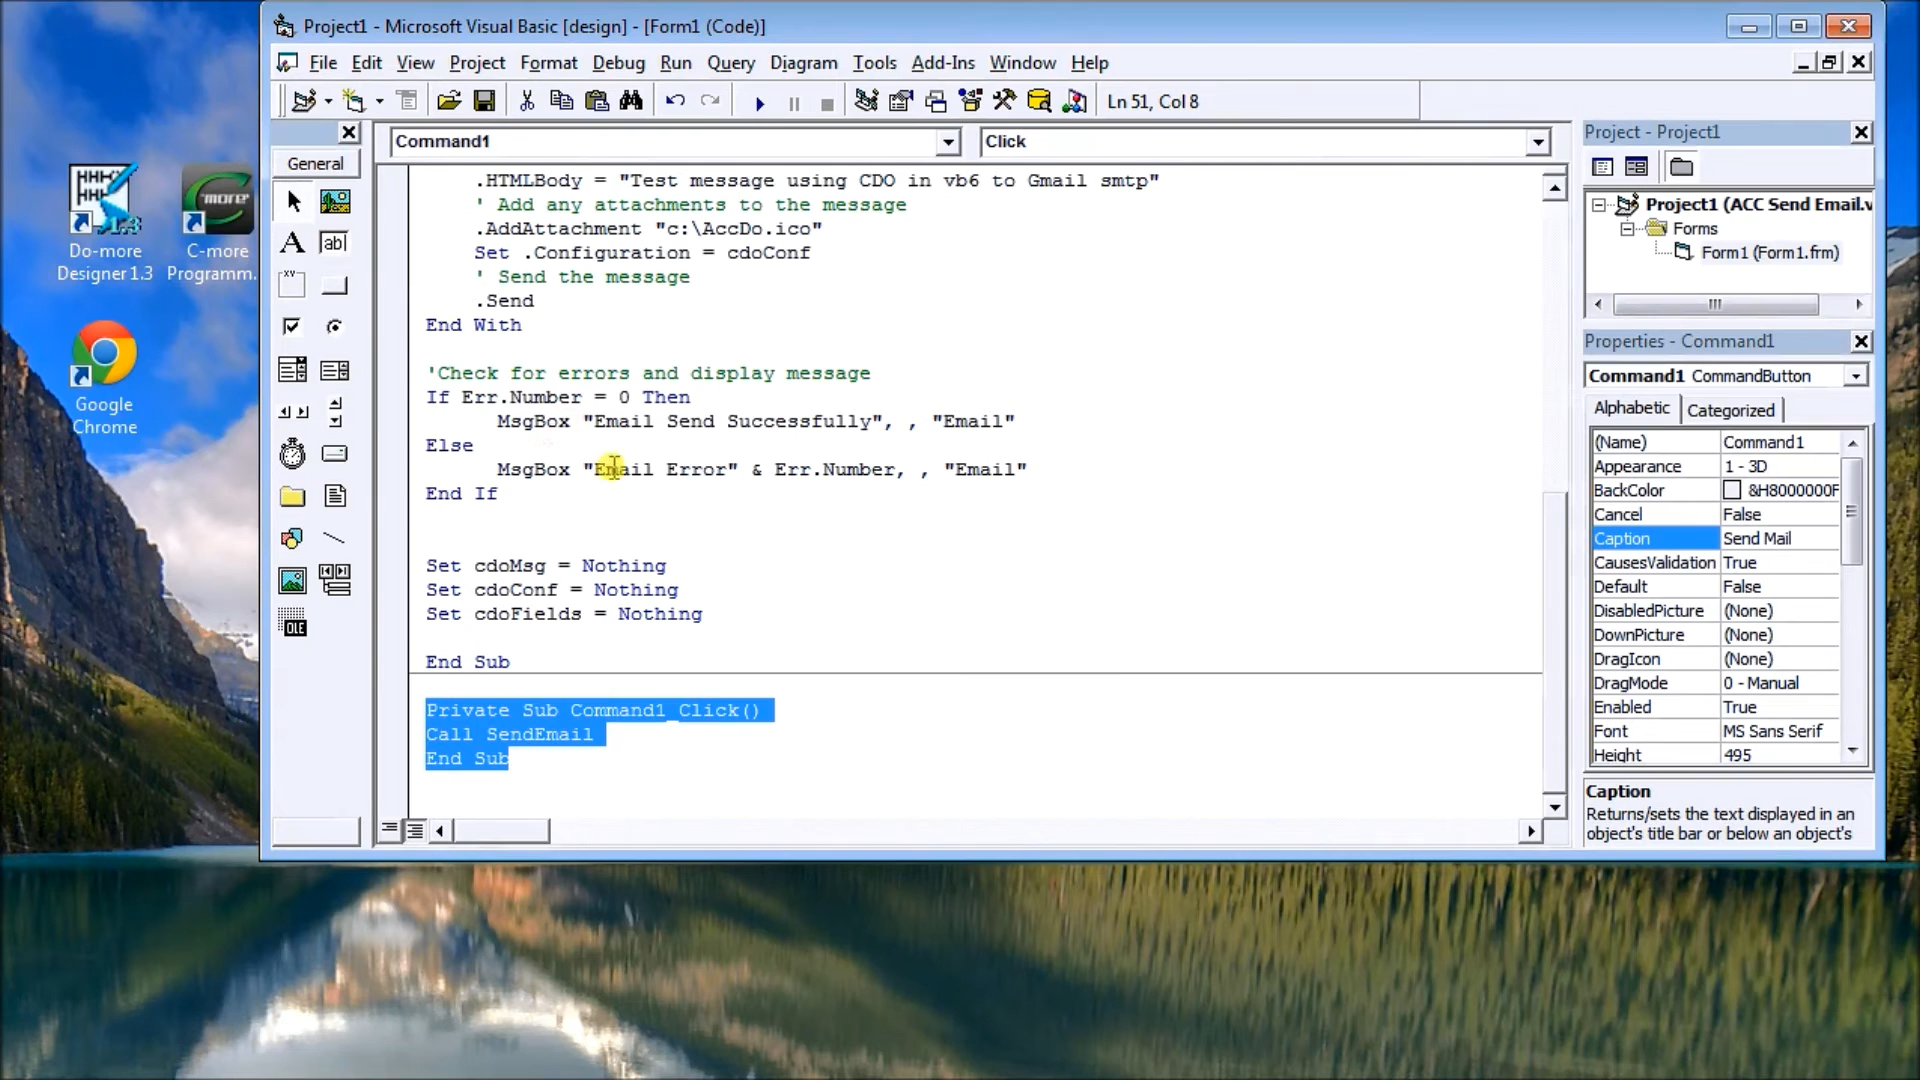 Project1 - Microsoft Visual Basic [design] - [Form1 (Code)]
File Edit View Project Format Debug Run Query Diagram Tools Add-Ins Window Help
Ln 51, Col 8
General
Command1
Click
.HTMLBody = "Test message using CDO in vb6 to Gmail smtp"
' Add any attachments to the message
.AddAttachment "c:\AccDo.ico"
Set .Configuration = cdoConf
' Send the message
.Send
End With
'Check for errors and display message
If Err.Number = 0 Then
MsgBox "Email Send Successfully", , "Email"
Else
MsgBox "Email Error" & Err.Number, , "Email"
End If
Set cdoMsg = Nothing
Set cdoConf = Nothing
Set cdoFields = Nothing
End Sub
Private Sub Command1_Click()
Call SendEmail
End Sub
Project - Project1
Project1 (ACC Send Email.v
Forms
Form1 (Form1.frm)
Properties - Command1
Command1 CommandButton
Alphabetic Categorized
(Name) Command1
Appearance 1 - 3D
BackColor &H8000000F
Cancel False
Caption Send Mail
CausesValidation True
Default False
DisabledPicture (None)
DownPicture (None)
DragIcon (None)
DragMode 0 - Manual
Enabled True
Font MS Sans Serif
Height 495
Caption
Returns/sets the text displayed in an
object's title bar or below an object's
A
ab|
XY
OLE
Do-more
Designer 1.3
more
C-more
Programm...
Google
Chrome